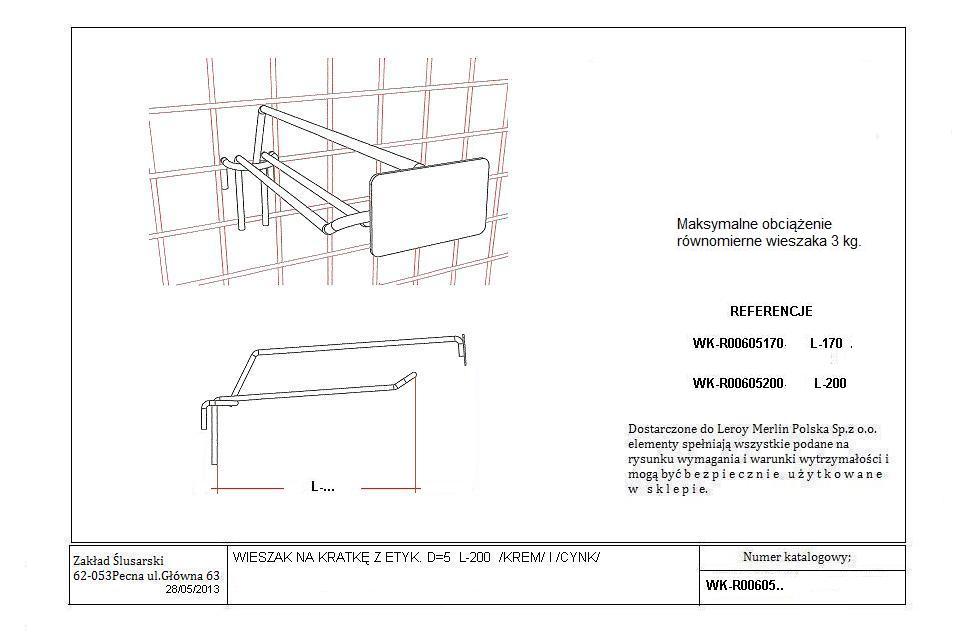 Maksymalne obciążenie
równomierne wieszaka 3 kg.
REFERENCJE
WK-R00605170 L-170 .
WK-R00605200 L-200
Dostarczone do Leroy Merlin Polska Sp.z o.o.
elementy spełniają wszystkie podane na
rysunku wymagania i warunki wytrzymałości i
mogą być b e z p i e c z n i e u ż y t k o w a n e
w s k l e p i e.
L-...
Zakład Ślusarski
62-053Pecna ul.Główna 63
28/05/2013
WIESZAK NA KRATKĘ Z ETYK. D=5 L-200 /KREM/ I /CYNK/
Numer katalogowy;
WK-R00605..